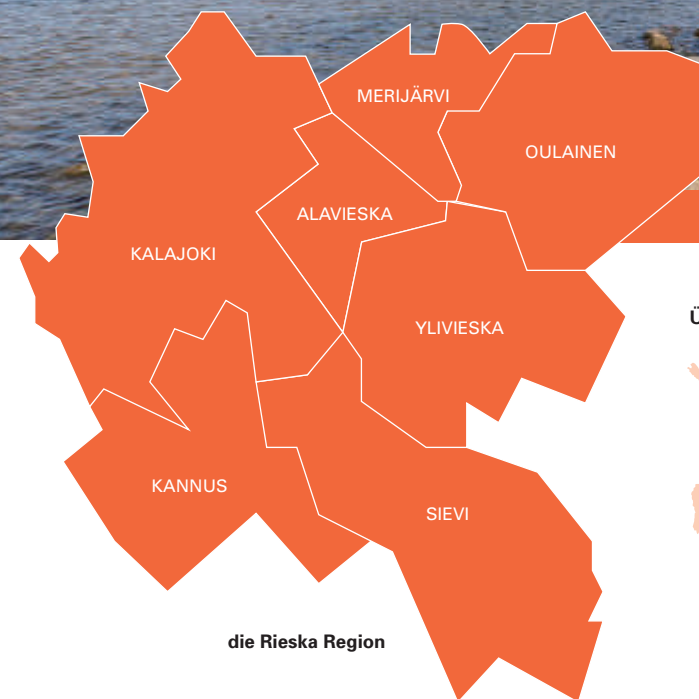 MERIJÄRVI
OULAINEN
ALAVIESKA
KALAJOKI
YLIVIESKA
Ü
KANNUS
SIEVI
die Rieska Region